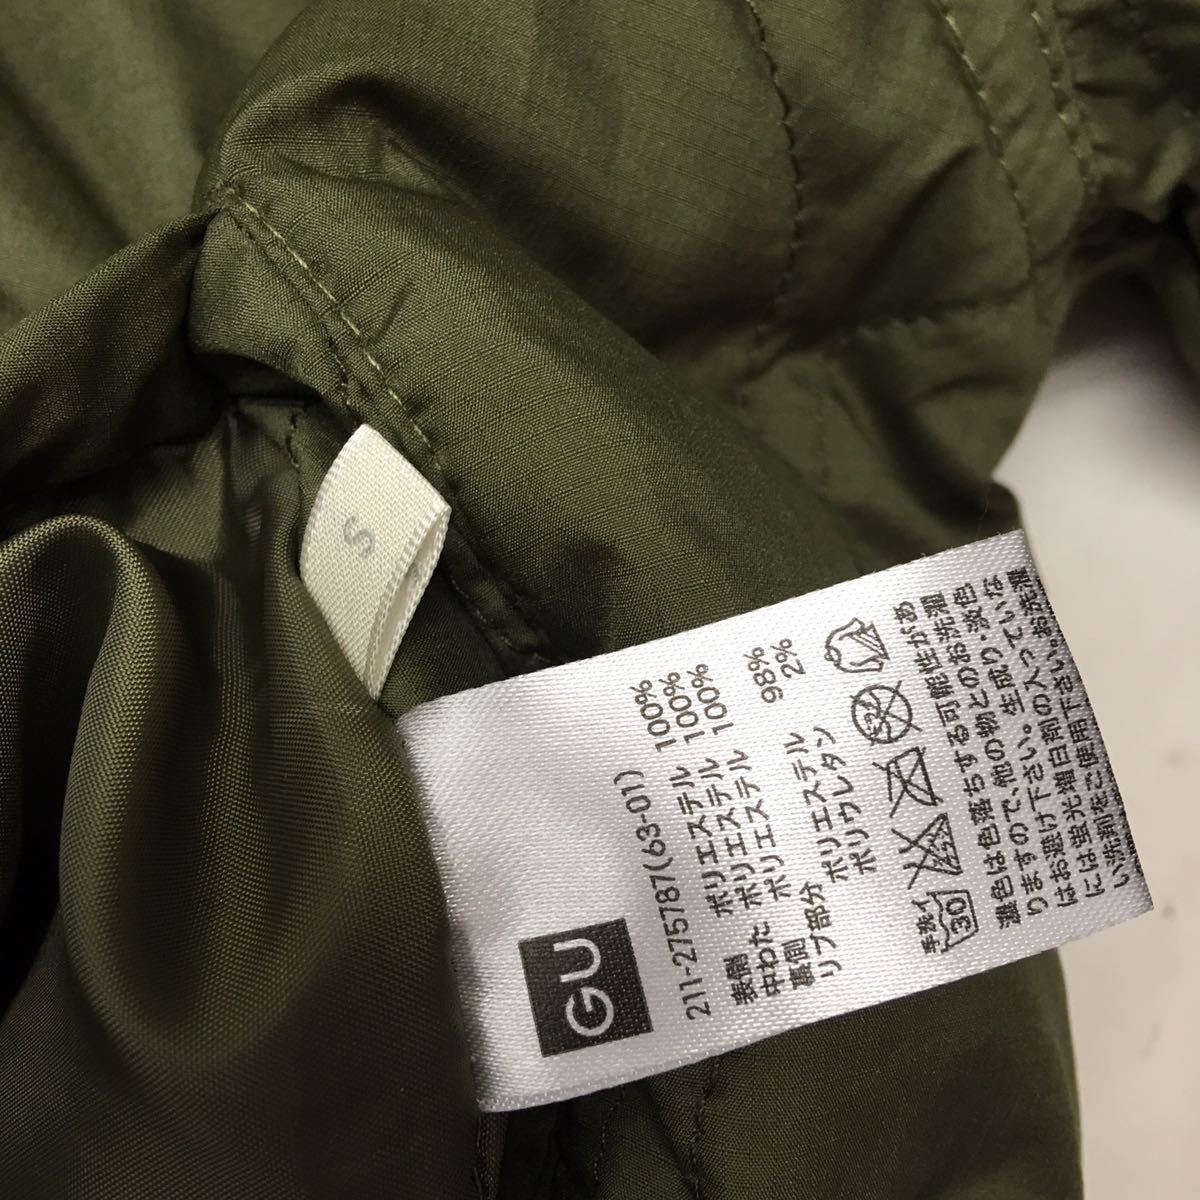 S
GU
211-275787(63-01)
表側 ポリエステル 100%
中わた ポリエステル 100%
裏側 ポリエステル 100%
リブ部分 ポリエステル 98%
ポリウレタン 2%
手洗イ
30
濃色は色落ちする可能性があ
りますので、他の物とのお洗濯
はお避け下さい。生成り・淡色
には蛍光増白剤の入っていな
い洗剤をご使用下さい。お洗濯